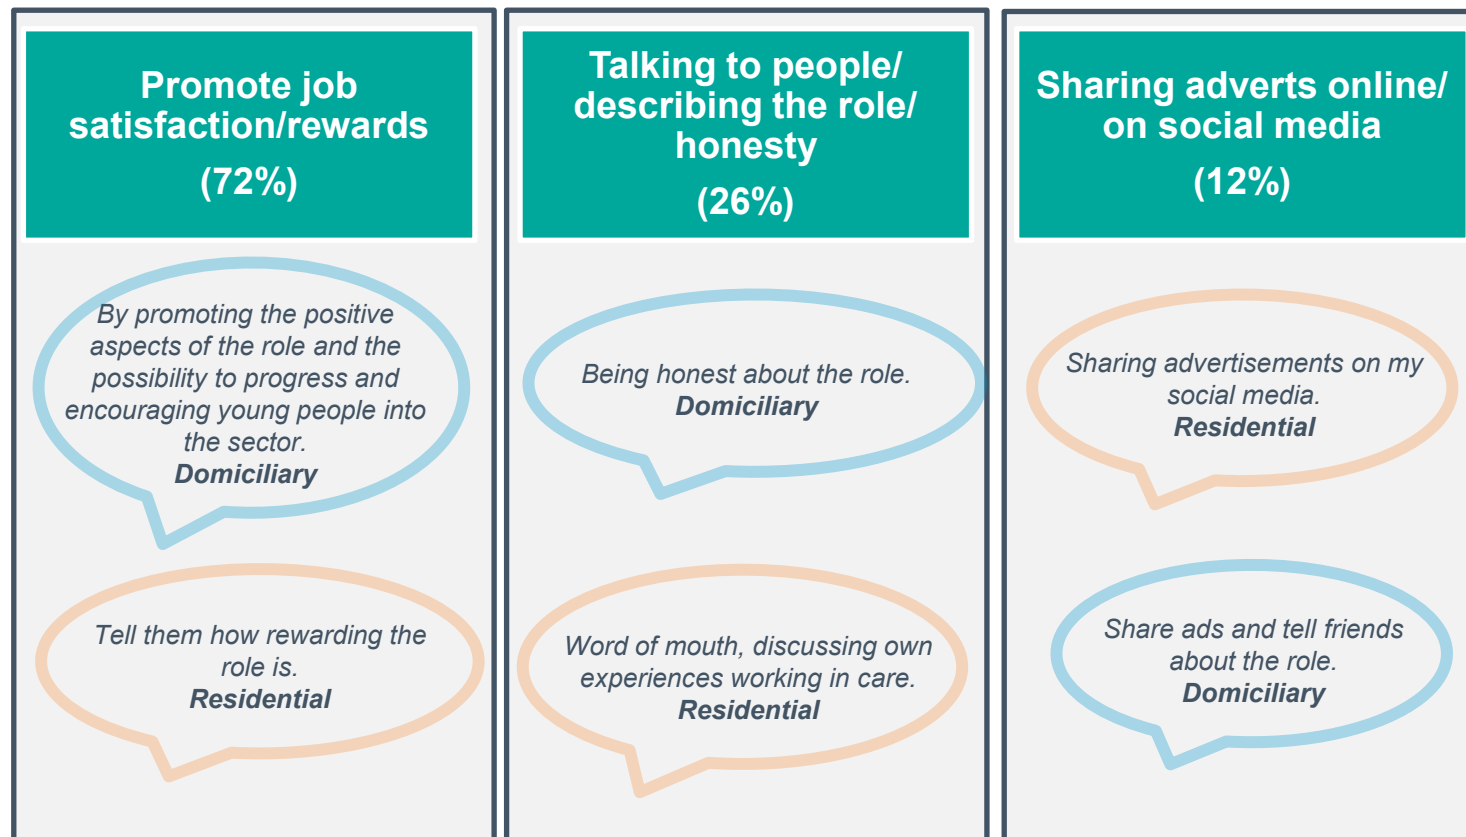 Promote job
satisfaction/rewards
(72%)
By promoting the positive
aspects of the role and the
possibility to progress and
encouraging young people into
the sector.
Domiciliary
Tell them how rewarding the
role is.
Residential
Talking to people/
describing the role/
honesty
(26%)
Being honest about the role.
Domiciliary
Word of mouth, discussing own
experiences working in care.
Residential
Sharing adverts online/
on social media
(12%)
Sharing advertisements on my
social media.
Residential
Share ads and tell friends
about the role.
Domiciliary